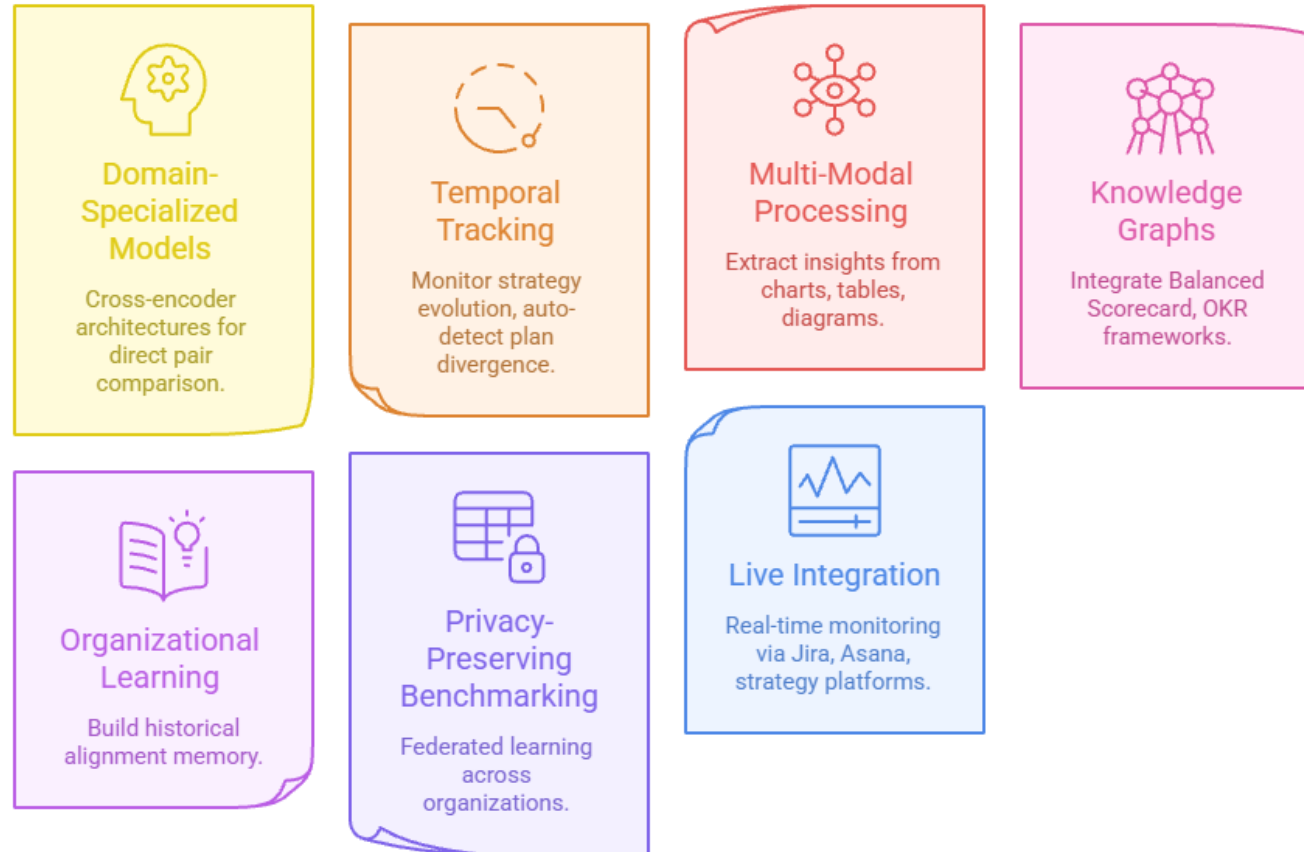 Domain-
Specialized
Models
Cross-encoder
architectures for
direct pair
comparison.
Temporal
Tracking
Monitor strategy
evolution, auto-
detect plan
divergence.
Multi-Modal
Processing
Extract insights from
charts, tables,
diagrams.
Knowledge
Graphs
Integrate Balanced
Scorecard, OKR
frameworks.
Organizational
Learning
Build historical
alignment memory.
Privacy-
Preserving
Benchmarking
Federated learning
across
organizations.
Live Integration
Real-time monitoring
via Jira, Asana,
strategy platforms.